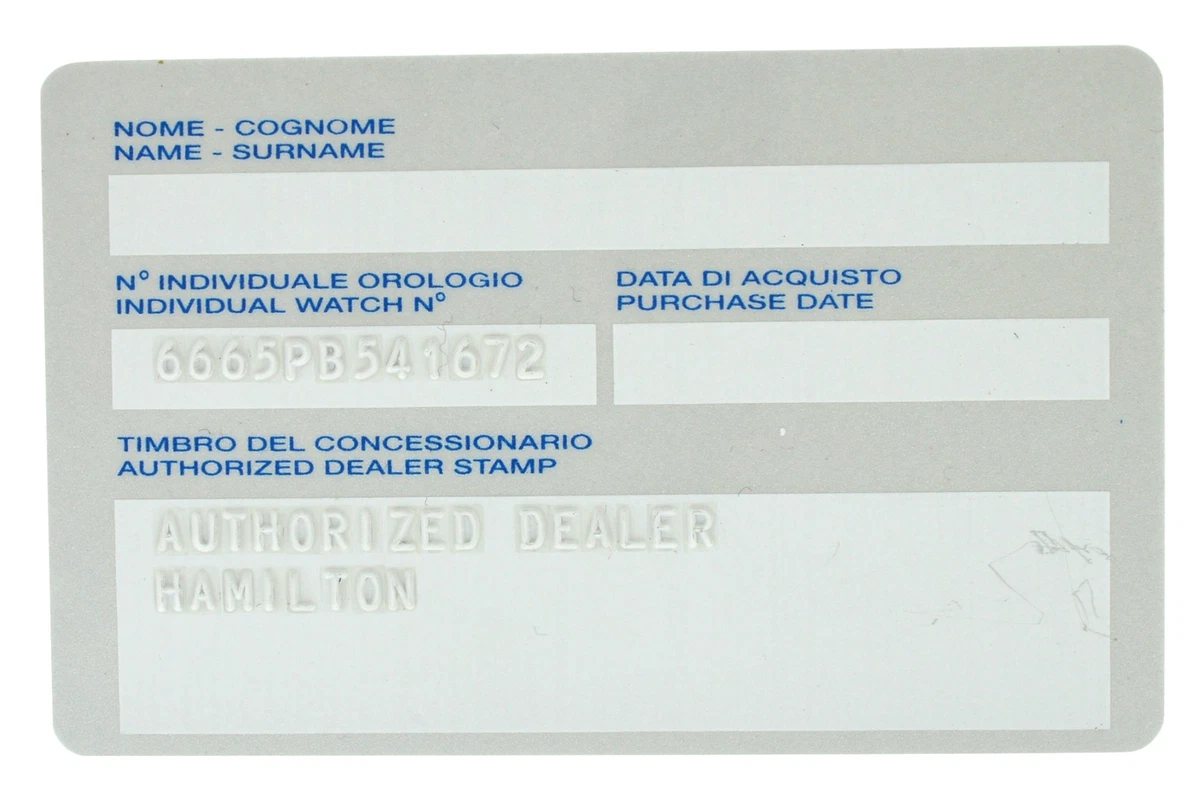 NOME - COGNOME
NAME - SURNAME
N° INDIVIDUALE OROLOGIO
INDIVIDUAL WATCH N°
6665PB541672
DATA DI ACQUISTO
PURCHASE DATE
TIMBRO DEL CONCESSIONARIO
AUTHORIZED DEALER STAMP
AUTHORIZED DEALER
HAMILTON